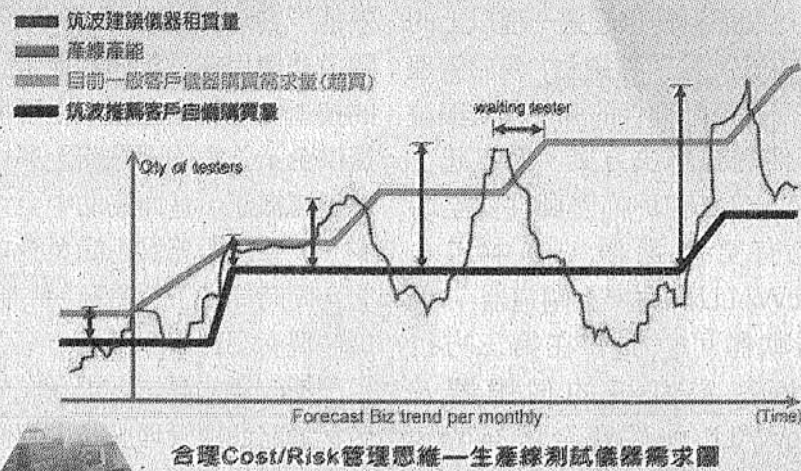 筑波建議儀器租賃量
產線產能
目前一般客戶儀器購買需求量(超買)
筑波推薦客戶自備購買量
waiting tester
Qty of testers
Forecast Biz trend per monthly
(Time)
合理Cost/Risk管理思維—生產線測試儀器需求圖